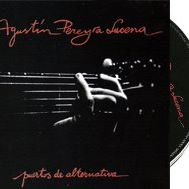 Agustín Pereyra Lucena
puertos de alternativa